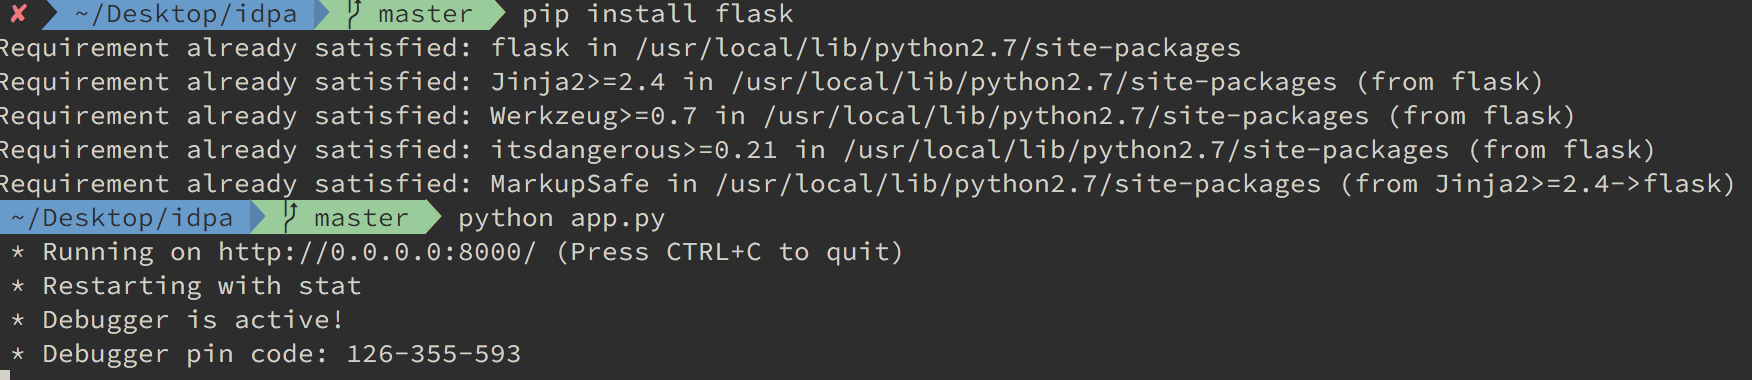 ✘ ~/Desktop/idpa master pip install flask
Requirement already satisfied: flask in /usr/local/lib/python2.7/site-packages
Requirement already satisfied: Jinja2>=2.4 in /usr/local/lib/python2.7/site-packages (from flask)
Requirement already satisfied: Werkzeug>=0.7 in /usr/local/lib/python2.7/site-packages (from flask)
Requirement already satisfied: itsdangerous>=0.21 in /usr/local/lib/python2.7/site-packages (from flask)
Requirement already satisfied: MarkupSafe in /usr/local/lib/python2.7/site-packages (from Jinja2>=2.4->flask)
~/Desktop/idpa master python app.py
* Running on http://0.0.0.0:8000/ (Press CTRL+C to quit)
* Restarting with stat
* Debugger is active!
* Debugger pin code: 126-355-593